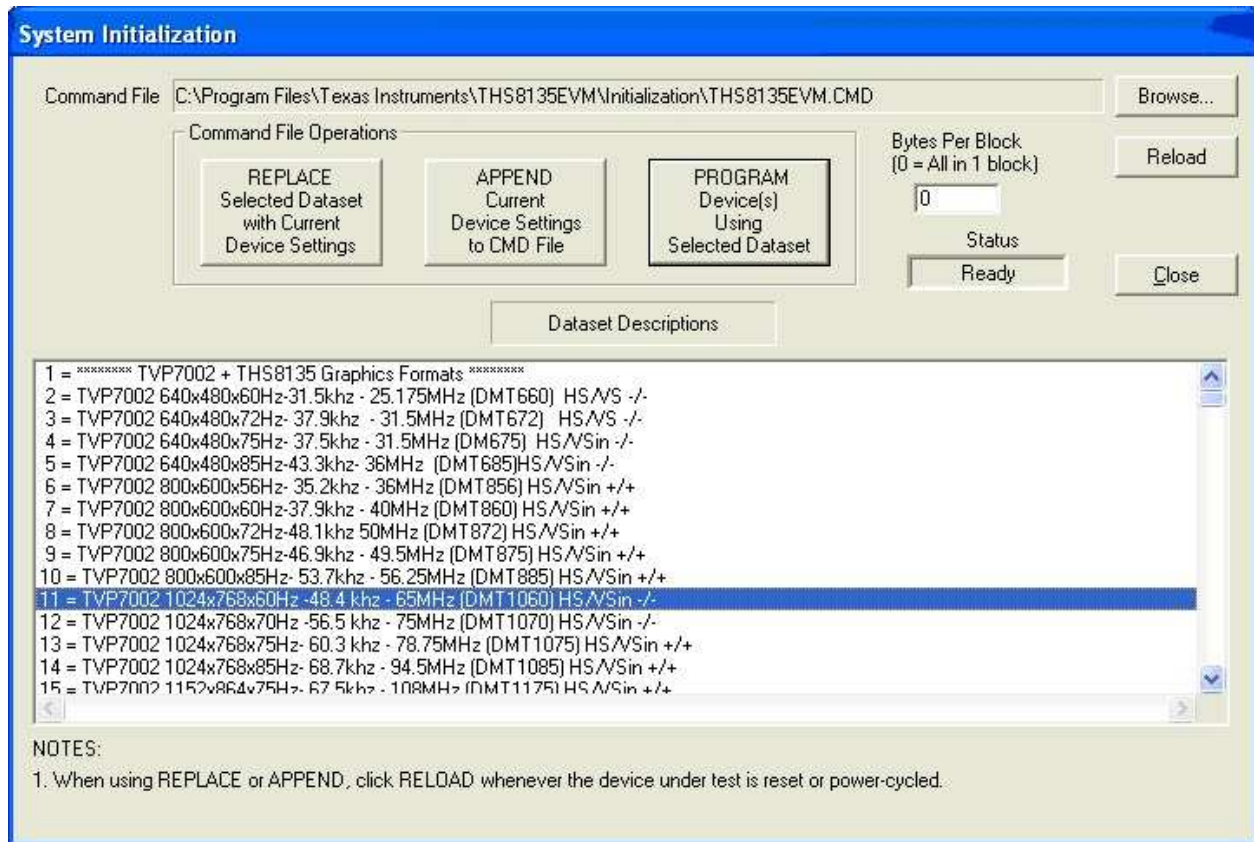 System Initialization
Command File C:\Program Files\Texas Instruments\THS8135EVM\Initialization\THS8135EVM.CMD Browse...
Command File Operations
REPLACE
Selected Dataset
with Current
Device Settings
APPEND
Current
Device Settings
to CMD File
PROGRAM
Device(s)
Using
Selected Dataset
Bytes Per Block
(0 = All in 1 block)
0
Reload
Status
Ready
Close
Dataset Descriptions
1 = ******** TVP7002 + THS8135 Graphics Formats ********
2 = TVP7002 640x480x60Hz-31.5khz - 25.175MHz (DMT660) HS/VS -/-
3 = TVP7002 640x480x72Hz- 37.9khz - 31.5MHz (DMT672) HS/VS -/-
4 = TVP7002 640x480x75Hz- 37.5khz - 31.5MHz (DM675) HS/VSin -/-
5 = TVP7002 640x480x85Hz-43.3khz- 36MHz (DMT685)HS/VSin -/-
6 = TVP7002 800x600x56Hz- 35.2khz - 36MHz (DMT856) HS/VSin +/+
7 = TVP7002 800x600x60Hz-37.9khz - 40MHz (DMT860) HS/VSin +/+
8 = TVP7002 800x600x72Hz-48.1khz 50MHz (DMT872) HS/VSin +/+
9 = TVP7002 800x600x75Hz-46.9khz - 49.5MHz (DMT875) HS/VSin +/+
10 = TVP7002 800x600x85Hz- 53.7khz - 56.25MHz (DMT885) HS/VSin +/+
11 = TVP7002 1024x768x60Hz -48.4 khz - 65MHz (DMT1060) HS/VSin -/-
12 = TVP7002 1024x768x70Hz -56.5 khz - 75MHz (DMT1070) HS/VSin -/-
13 = TVP7002 1024x768x75Hz- 60.3 khz - 78.75MHz (DMT1075) HS/VSin +/+
14 = TVP7002 1024x768x85Hz- 68.7khz - 94.5MHz (DMT1085) HS/VSin +/+
15 = TVP7002 1152x864x75Hz- 67.5khz - 108MHz (DMT1175) HS/VSin +/+
NOTES:
1. When using REPLACE or APPEND, click RELOAD whenever the device under test is reset or power-cycled.